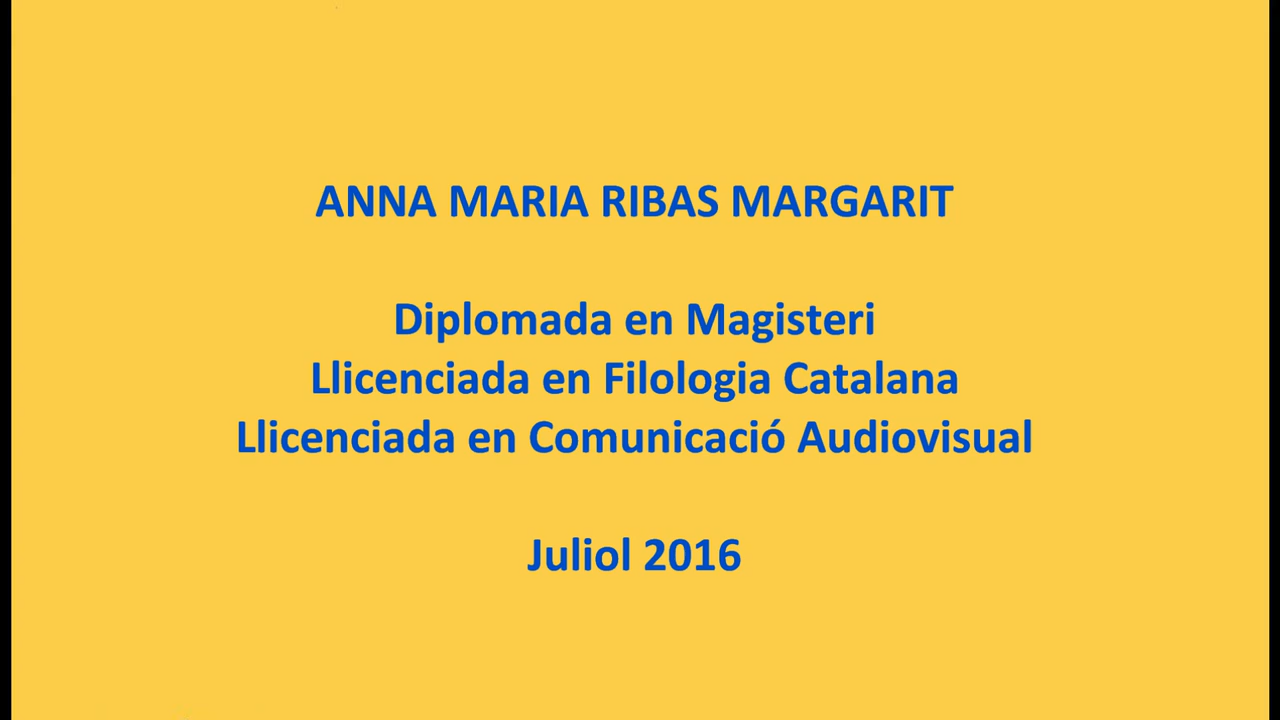 ANNA MARIA RIBAS MARGARIT
Diplomada en Magisteri
Llicenciada en Filologia Catalana
Llicenciada en Comunicació Audiovisual
Juliol 2016